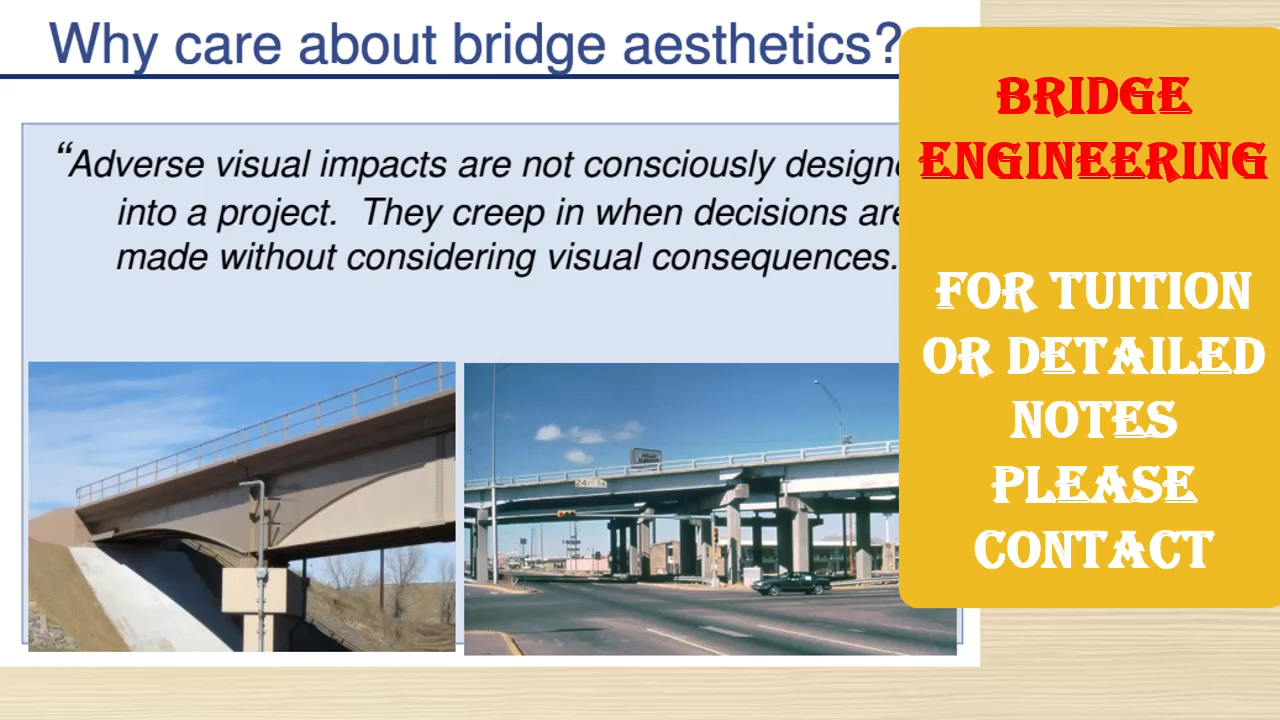 Why care about bridge aesthetics?
“Adverse visual impacts are not consciously
into a project. They creep in when decisions are
made without considering visual consequences.
BRIDGE
ENGINEERING
FOR TUITION
OR DETAILED
NOTES
PLEASE
CONTACT